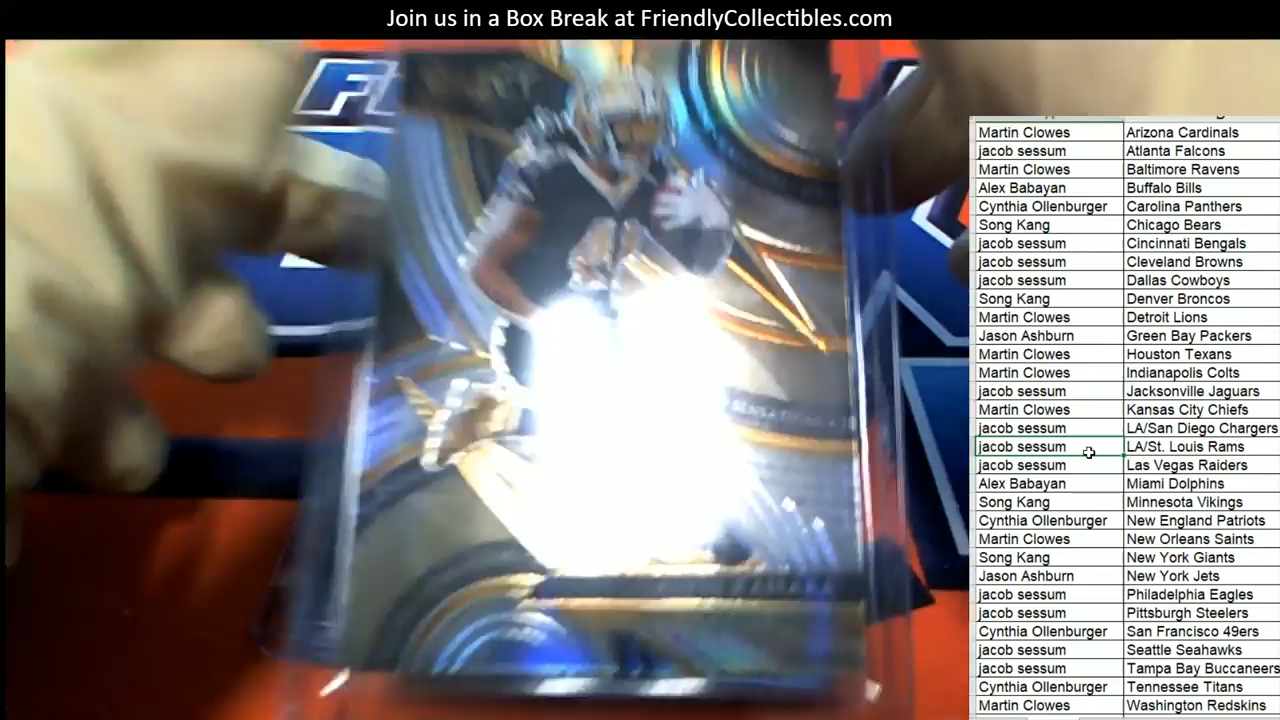 Join us in a Box Break at FriendlyCollectibles.com
Martin Clowes Arizona Cardinals
jacob sessum Atlanta Falcons
Martin Clowes Baltimore Ravens
Alex Babayan Buffalo Bills
Cynthia Ollenburger Carolina Panthers
Song Kang Chicago Bears
jacob sessum Cincinnati Bengals
jacob sessum Cleveland Browns
jacob sessum Dallas Cowboys
Song Kang Denver Broncos
Martin Clowes Detroit Lions
Jason Ashburn Green Bay Packers
Martin Clowes Houston Texans
Martin Clowes Indianapolis Colts
jacob sessum Jacksonville Jaguars
Martin Clowes Kansas City Chiefs
jacob sessum LA/San Diego Chargers
jacob sessum LA/St. Louis Rams
jacob sessum Las Vegas Raiders
Alex Babayan Miami Dolphins
Song Kang Minnesota Vikings
Cynthia Ollenburger New England Patriots
Martin Clowes New Orleans Saints
Song Kang New York Giants
Jason Ashburn New York Jets
jacob sessum Philadelphia Eagles
jacob sessum Pittsburgh Steelers
Cynthia Ollenburger San Francisco 49ers
jacob sessum Seattle Seahawks
jacob sessum Tampa Bay Buccaneers
Cynthia Ollenburger Tennessee Titans
Martin Clowes Washington Redskins